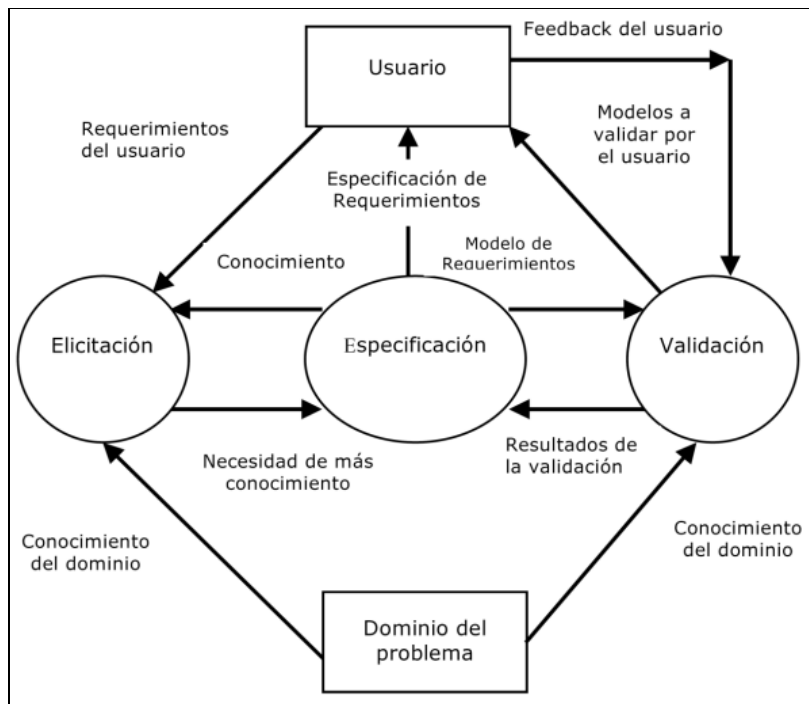 Feedback del usuario
Usuario
Modelos a
validar por
el usuario
Requerimientos
del usuario
Especificación de
Requerimientos
Conocimiento
Modelo de
Requerimientos
Elicitación
Especificación
Validación
Necesidad de más
conocimiento
Resultados de
la validación
Conocimiento
del dominio
Conocimiento
del dominio
Dominio del
problema